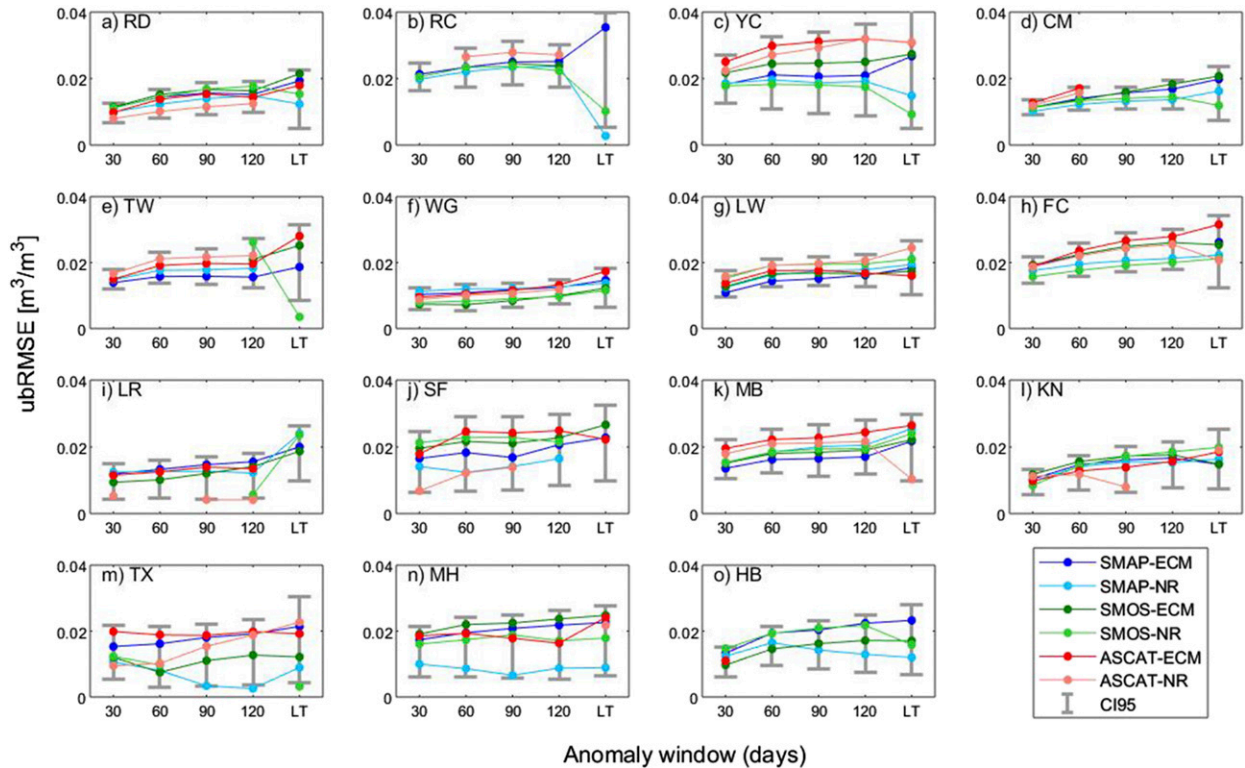 a) RD
b) RC
c) YC
d) CM
0.04
0.02
0
30 60 90 120 LT
0.04
0.02
0
30 60 90 120 LT
0.04
0.02
0
30 60 90 120 LT
0.04
0.02
0
30 60 90 120 LT
e) TW
f) WG
g) LW
h) FC
0.04
0.02
0
30 60 90 120 LT
0.04
0.02
0
30 60 90 120 LT
0.04
0.02
0
30 60 90 120 LT
0.04
0.02
0
30 60 90 120 LT
ubRMSE [m³/m³]
i) LR
j) SF
k) MB
l) KN
0.04
0.02
0
30 60 90 120 LT
0.04
0.02
0
30 60 90 120 LT
0.04
0.02
0
30 60 90 120 LT
0.04
0.02
0
30 60 90 120 LT
m) TX
n) MH
o) HB
0.04
0.02
0
30 60 90 120 LT
0.04
0.02
0
30 60 90 120 LT
0.04
0.02
0
30 60 90 120 LT
SMAP-ECM
SMAP-NR
SMOS-ECM
SMOS-NR
ASCAT-ECM
ASCAT-NR
CI95
Anomaly window (days)